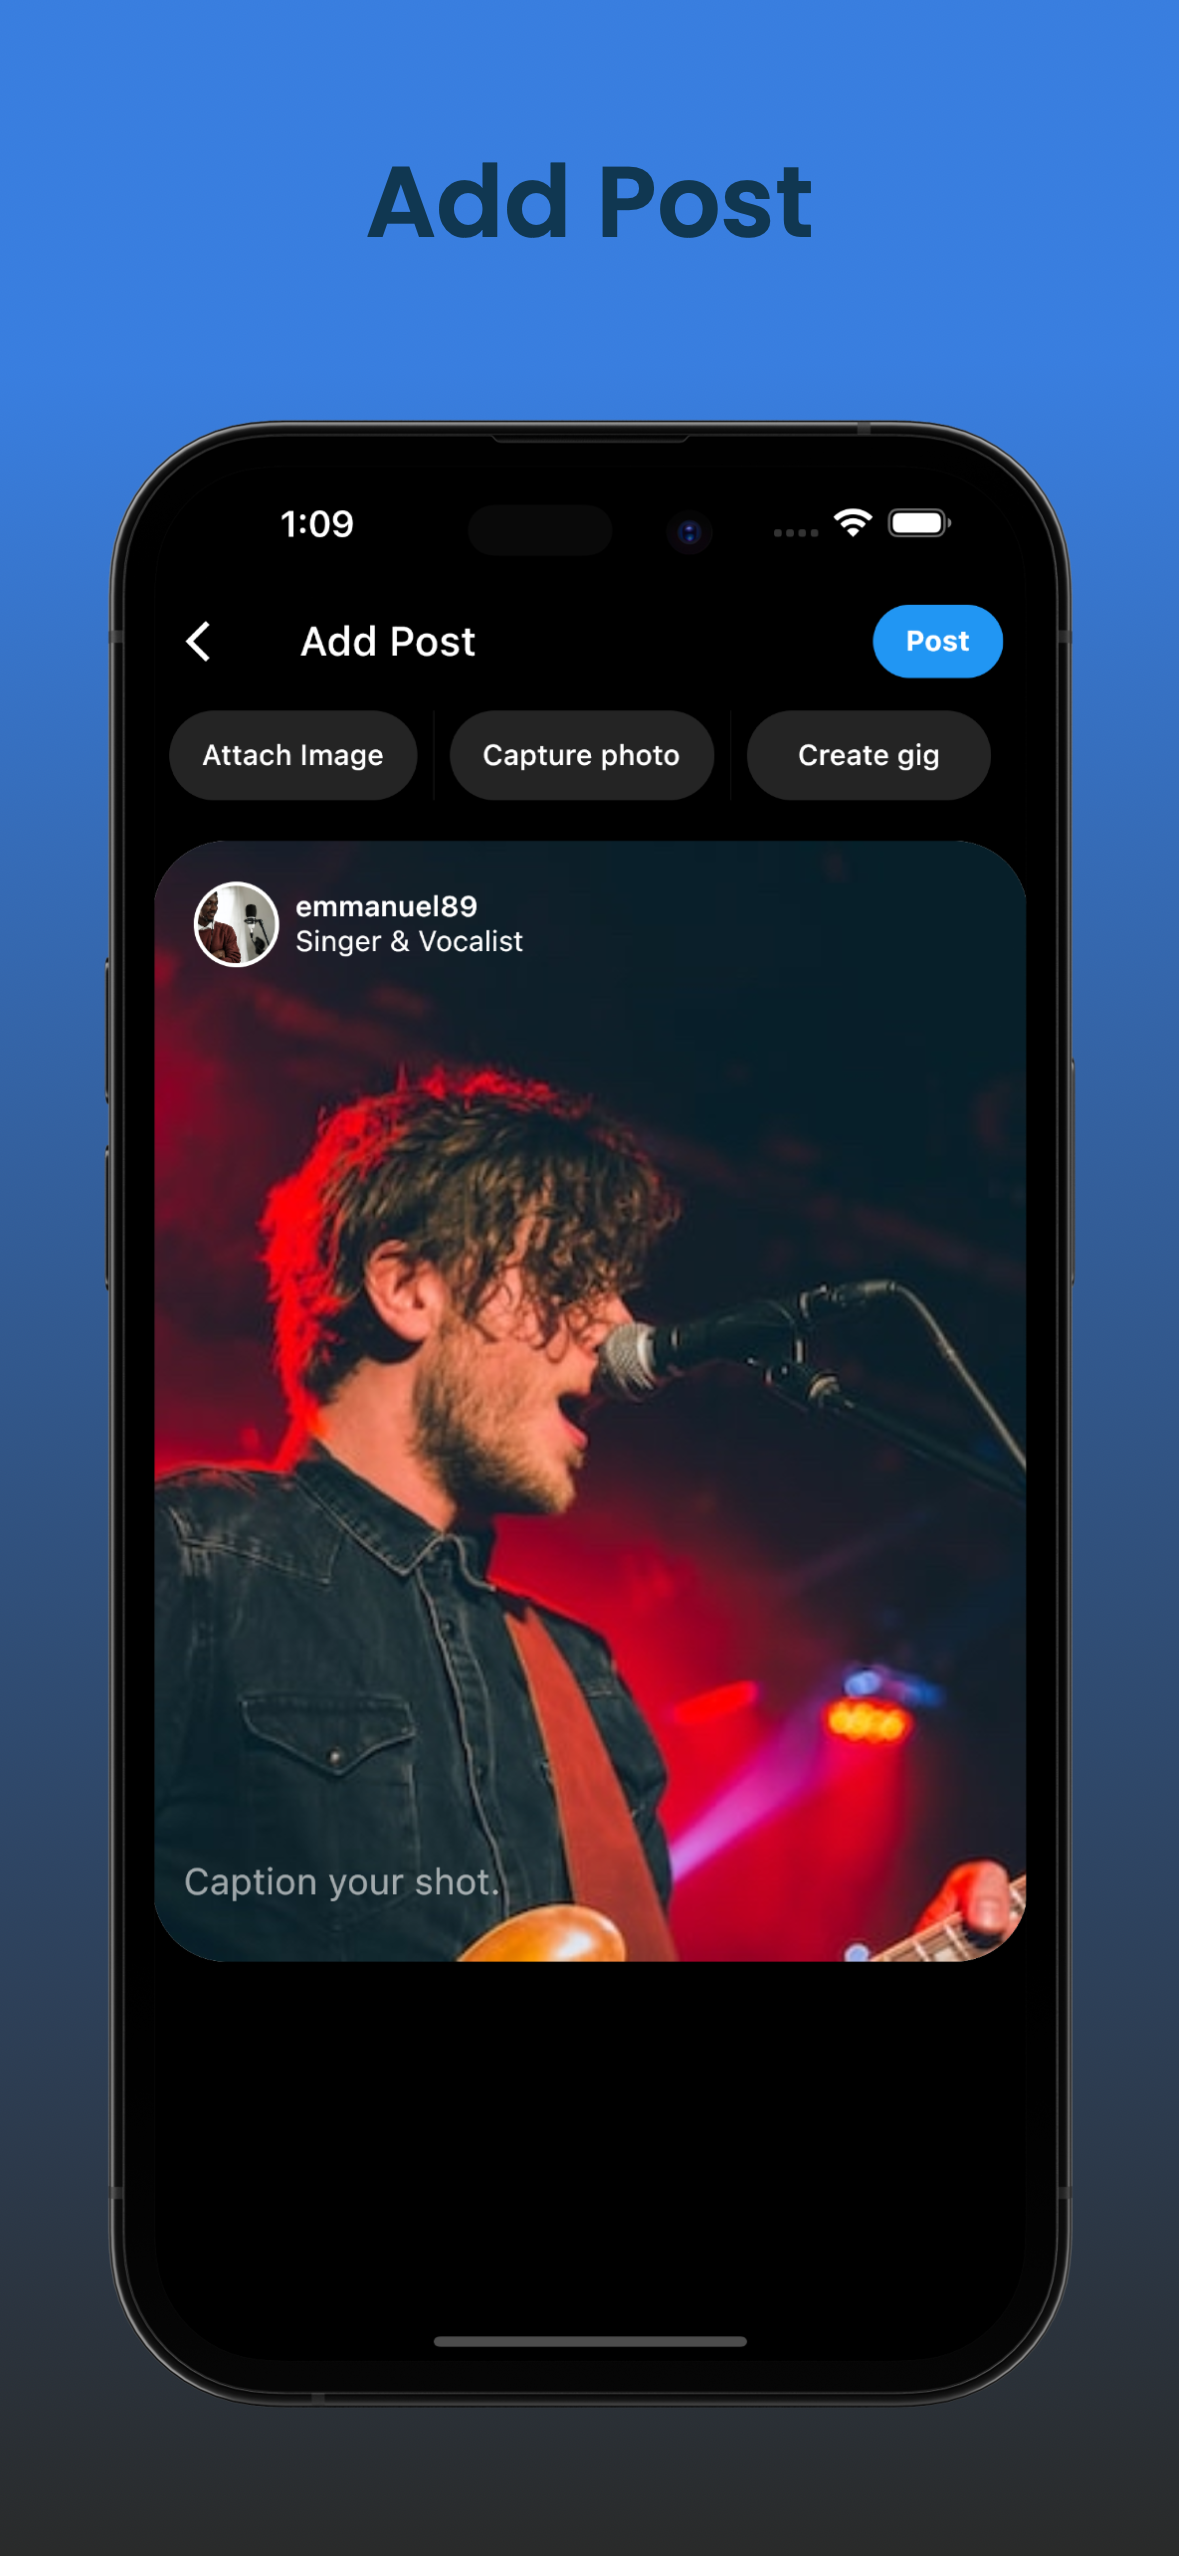 Add Post
1:09
Add Post
Post
Attach Image
Capture photo
Create gig
emmanuel89
Singer & Vocalist
Caption your shot.